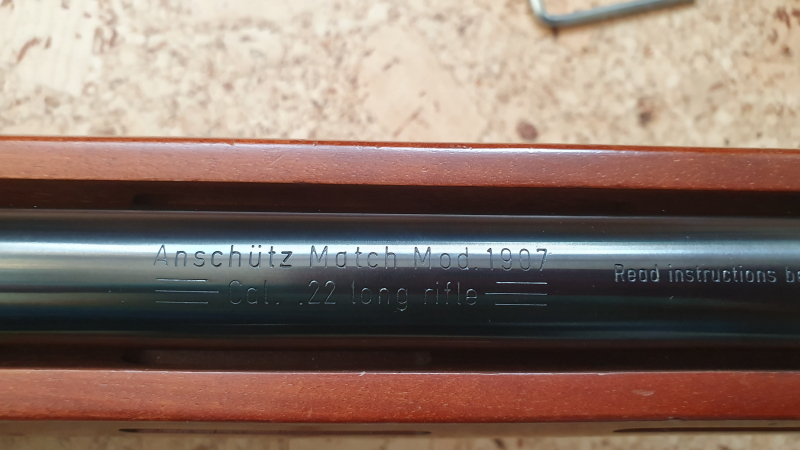 Anschütz Match Mod. 1907
Cal. .22 long rifle
Read instructions